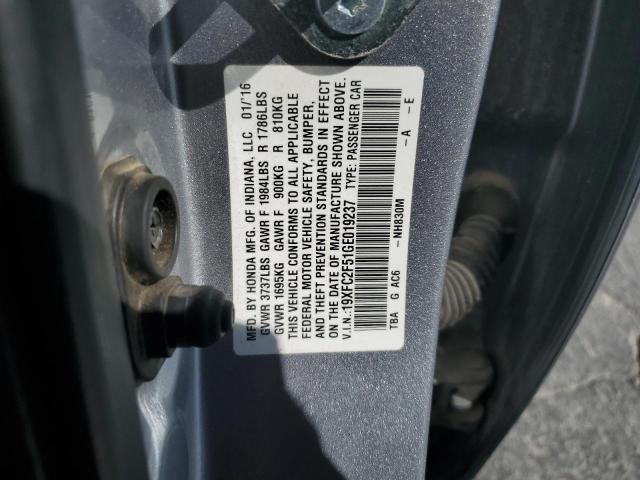 MFD. BY HONDA MFG. OF INDIANA, LLC 01/'16
GVWR 3737LBS GAWR F 1984LBS R 1786LBS
GVWR 1695KG GAWR F 900KG R 810KG
THIS VEHICLE CONFORMS TO ALL APPLICABLE
FEDERAL MOTOR VEHICLE SAFETY, BUMPER,
AND THEFT PREVENTION STANDARDS IN EFFECT
ON THE DATE OF MANUFACTURE SHOWN ABOVE.
V.I.N.:19XFC2F51GE019237 TYPE: PASSENGER CAR
TBA G AC6 -NH830M -A -E